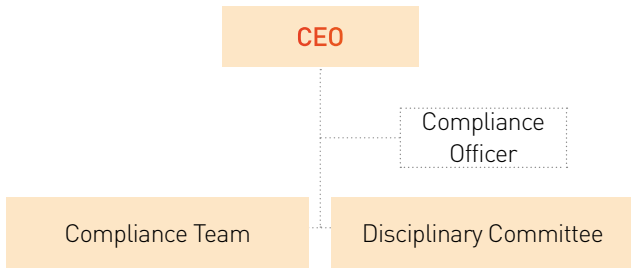 CEO
Compliance
Officer
Compliance Team
Disciplinary Committee